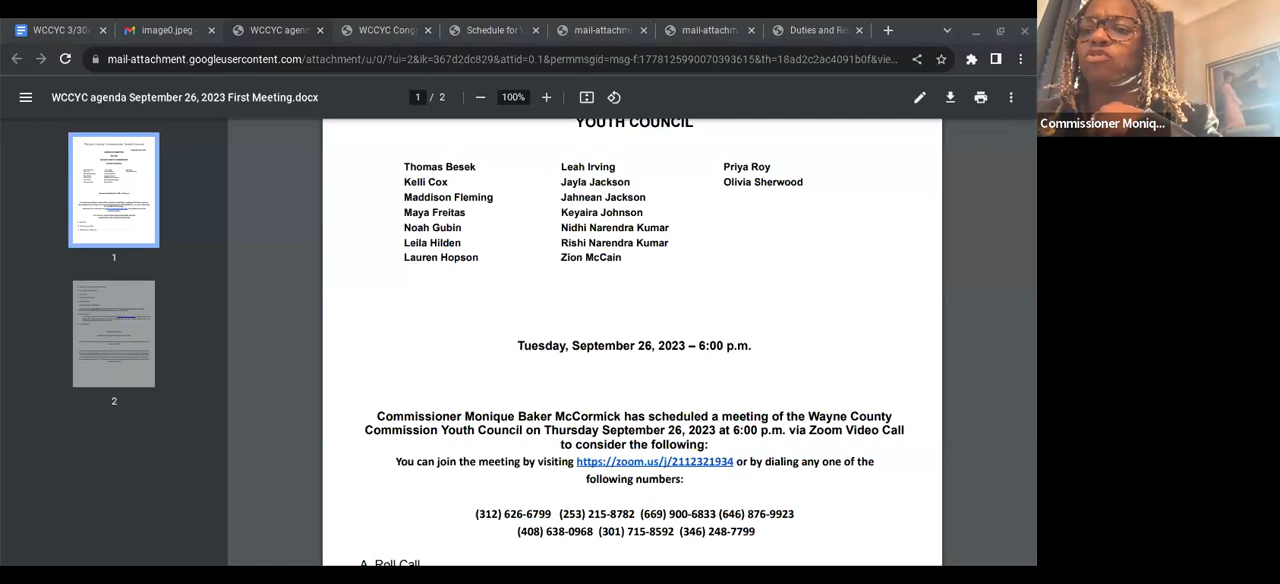 WCCYC 3/30/
image0.jpeg -
WCCYC agen
WCCYC Cong
Schedule for
mail-attachm
mail-attachm
Duties and Re
mail-attachment.googleusercontent.com/attachment/u/0/?ui=2&ik=367d2dc829&attid=0.1&permmsgid=msg-f:1778125990070393615&th=18ad2c2ac4091b0f&vie...
WCCYC agenda September 26, 2023 First Meeting.docx
1 / 2
100%
1
2
YOUTH COUNCIL
Thomas Besek Leah Irving Priya Roy
Kelli Cox Jayla Jackson Olivia Sherwood
Maddison Fleming Jahnean Jackson
Maya Freitas Keyaira Johnson
Noah Gubin Nidhi Narendra Kumar
Leila Hilden Rishi Narendra Kumar
Lauren Hopson Zion McCain
Tuesday, September 26, 2023 – 6:00 p.m.
Commissioner Monique Baker McCormick has scheduled a meeting of the Wayne County
Commission Youth Council on Thursday September 26, 2023 at 6:00 p.m. via Zoom Video Call
to consider the following:
You can join the meeting by visiting https://zoom.us/j/2112321934 or by dialing any one of the
following numbers:
(312) 626-6799 (253) 215-8782 (669) 900-6833 (646) 876-9923
(408) 638-0968 (301) 715-8592 (346) 248-7799
A. Roll Call
Commissioner Moniq...